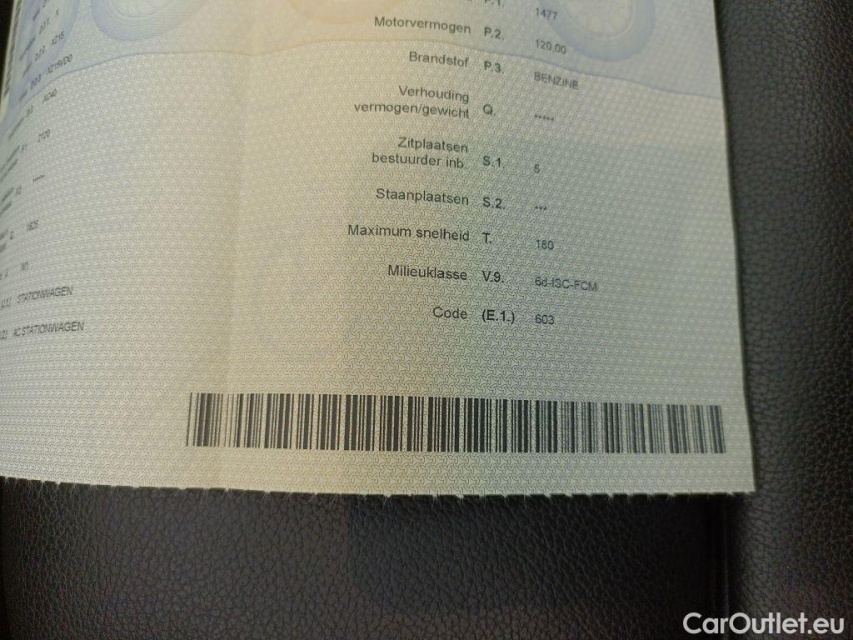 P.1. 1477
Motorvermogen P.2. 120,00
Brandstof P.3. BENZINE
Verhouding
vermogen/gewicht Q. *****
Zitplaatsen
bestuurder inb. S.1. 5
Staanplaatsen S.2. ***
Maximum snelheid T. 180
Milieuklasse V.9. 6d-ISC-FCM
Code (E.1.) 603
2120
STATIONWAGEN
AC STATIONWAGEN
CarOutlet.eu